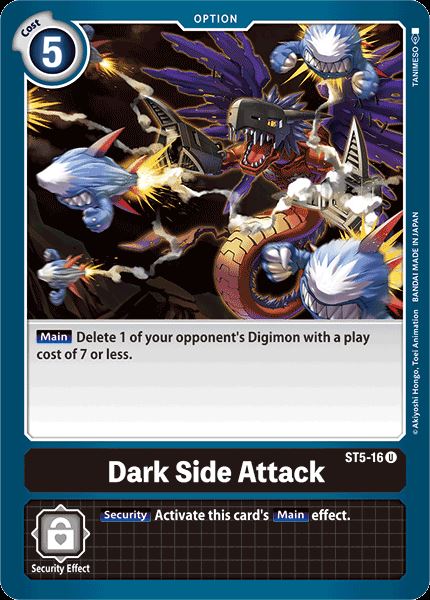 OPTION
Cost
5
TANIMESO
Main Delete 1 of your opponent's Digimon with a play
cost of 7 or less.
© Akiyoshi Hongo, Toei Animation BANDAI MADE IN JAPAN
ST5-16 U
Dark Side Attack
Security Activate this card's Main effect.
Security Effect